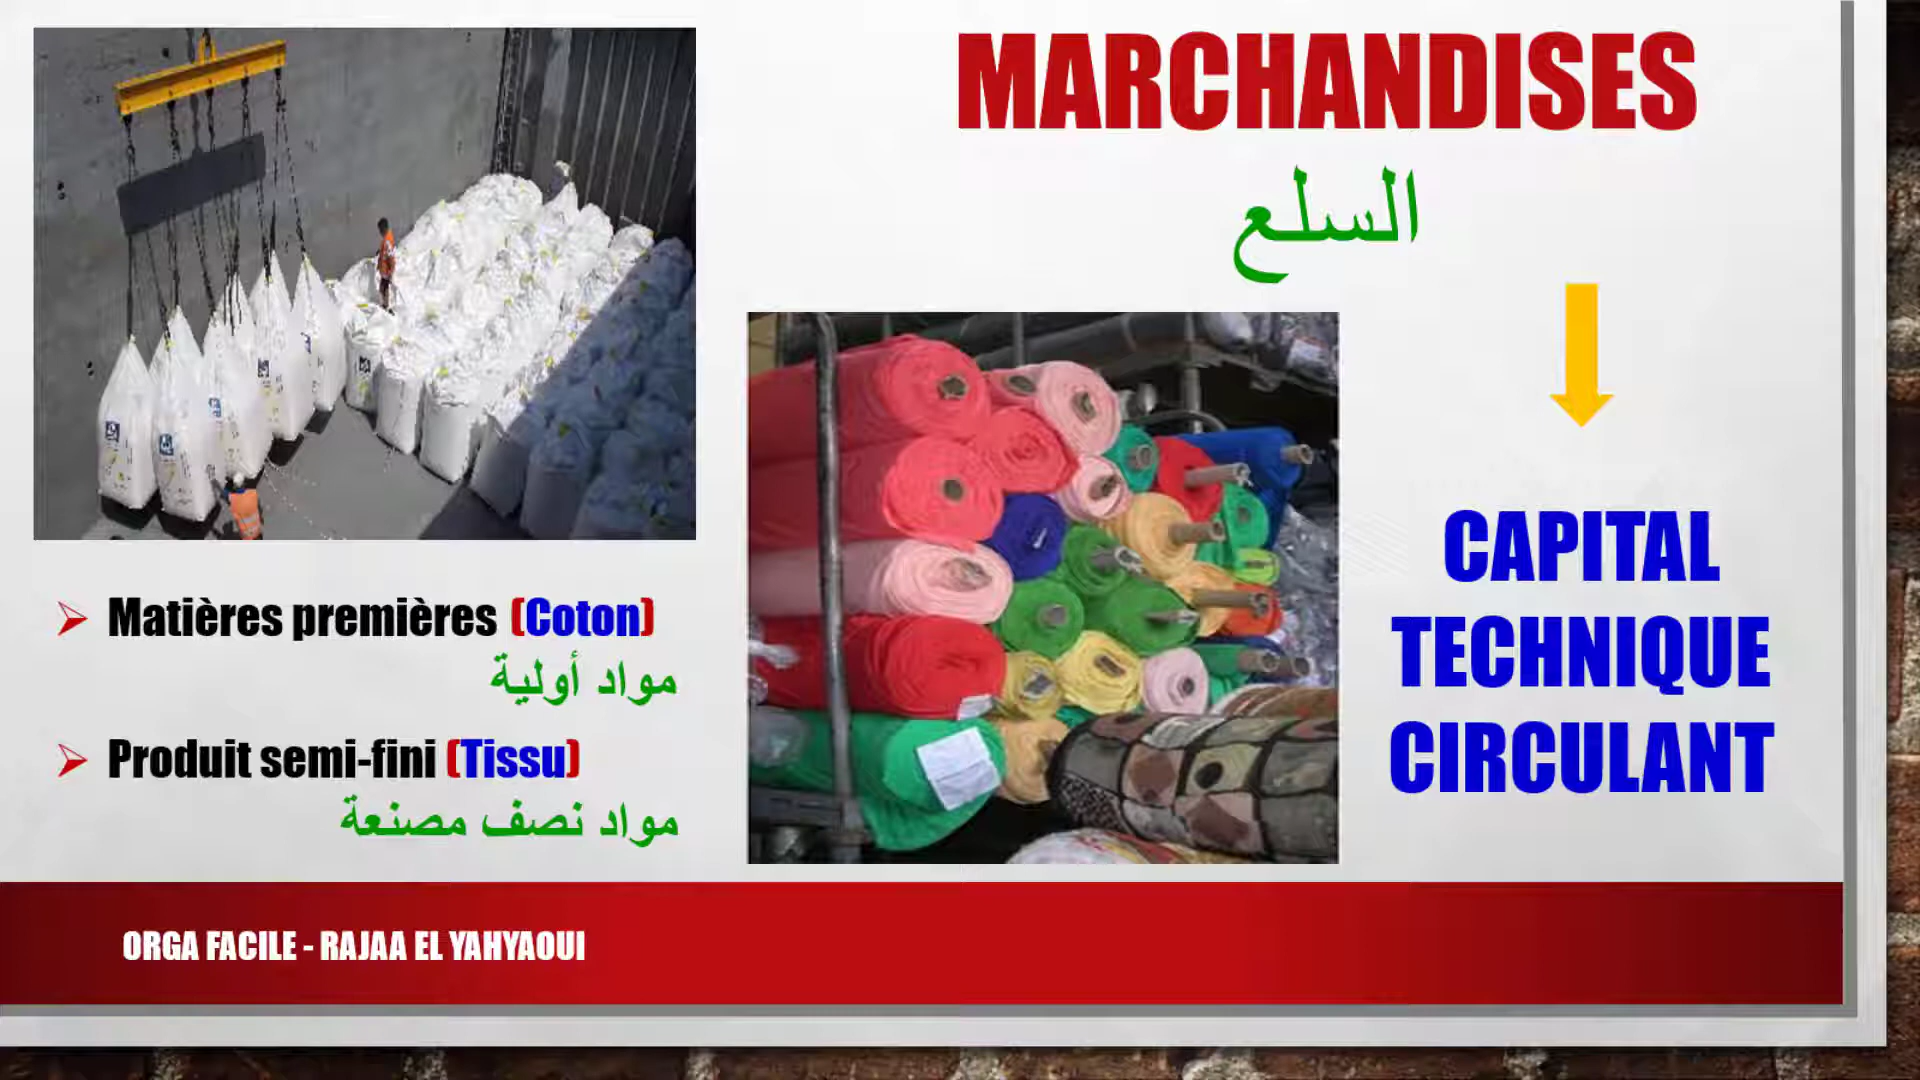 MARCHANDISES
السلع
CAPITAL
TECHNIQUE
CIRCULANT
Matières premières (Coton)
مواد أولية
Produit semi-fini (Tissu)
مواد نصف مصنعة
ORGA FACILE - RAJAA EL YAHYAOUI